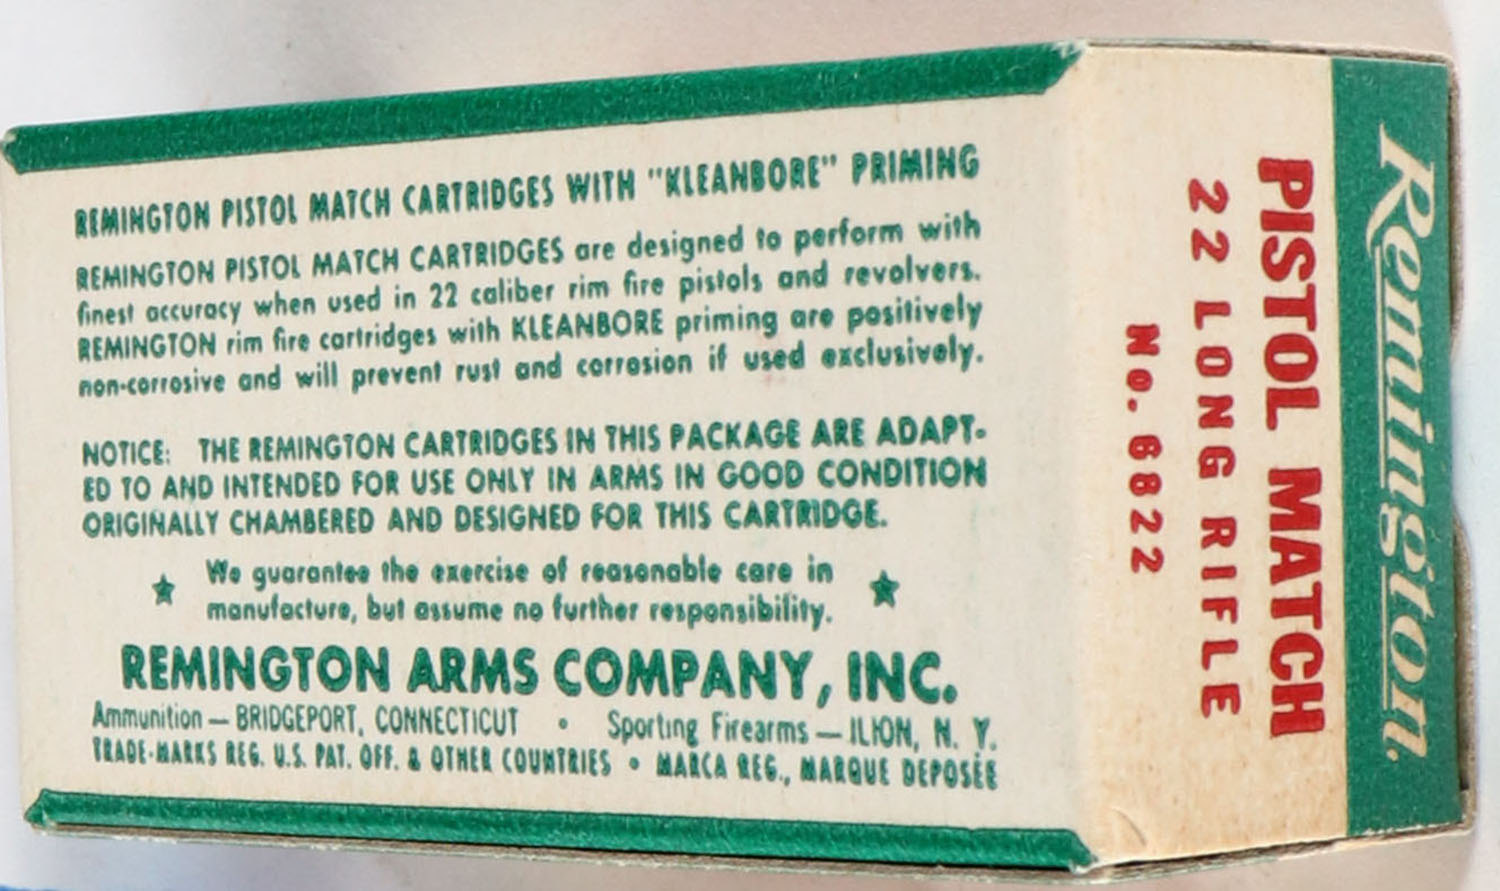 REMINGTON PISTOL MATCH CARTRIDGES WITH "KLEANBORE" PRIMING
REMINGTON PISTOL MATCH CARTRIDGES are designed to perform with
finest accuracy when used in 22 caliber rim fire pistols and revolvers.
REMINGTON rim fire cartridges with KLEANBORE priming are positively
non-corrosive and will prevent rust and corrosion if used exclusively.
NOTICE: THE REMINGTON CARTRIDGES IN THIS PACKAGE ARE ADAPT-
ED TO AND INTENDED FOR USE ONLY IN ARMS IN GOOD CONDITION
ORIGINALLY CHAMBERED AND DESIGNED FOR THIS CARTRIDGE.
★ We guarantee the exercise of reasonable care in ★
manufacture, but assume no further responsibility.
REMINGTON ARMS COMPANY, INC.
Ammunition — BRIDGEPORT, CONNECTICUT • Sporting Firearms — ILION, N. Y.
TRADE-MARKS REG. U.S. PAT. OFF. & OTHER COUNTRIES • MARCA REG., MARQUE DEPOSÉE
Remington.
PISTOL MATCH
22 LONG RIFLE
No. 6822